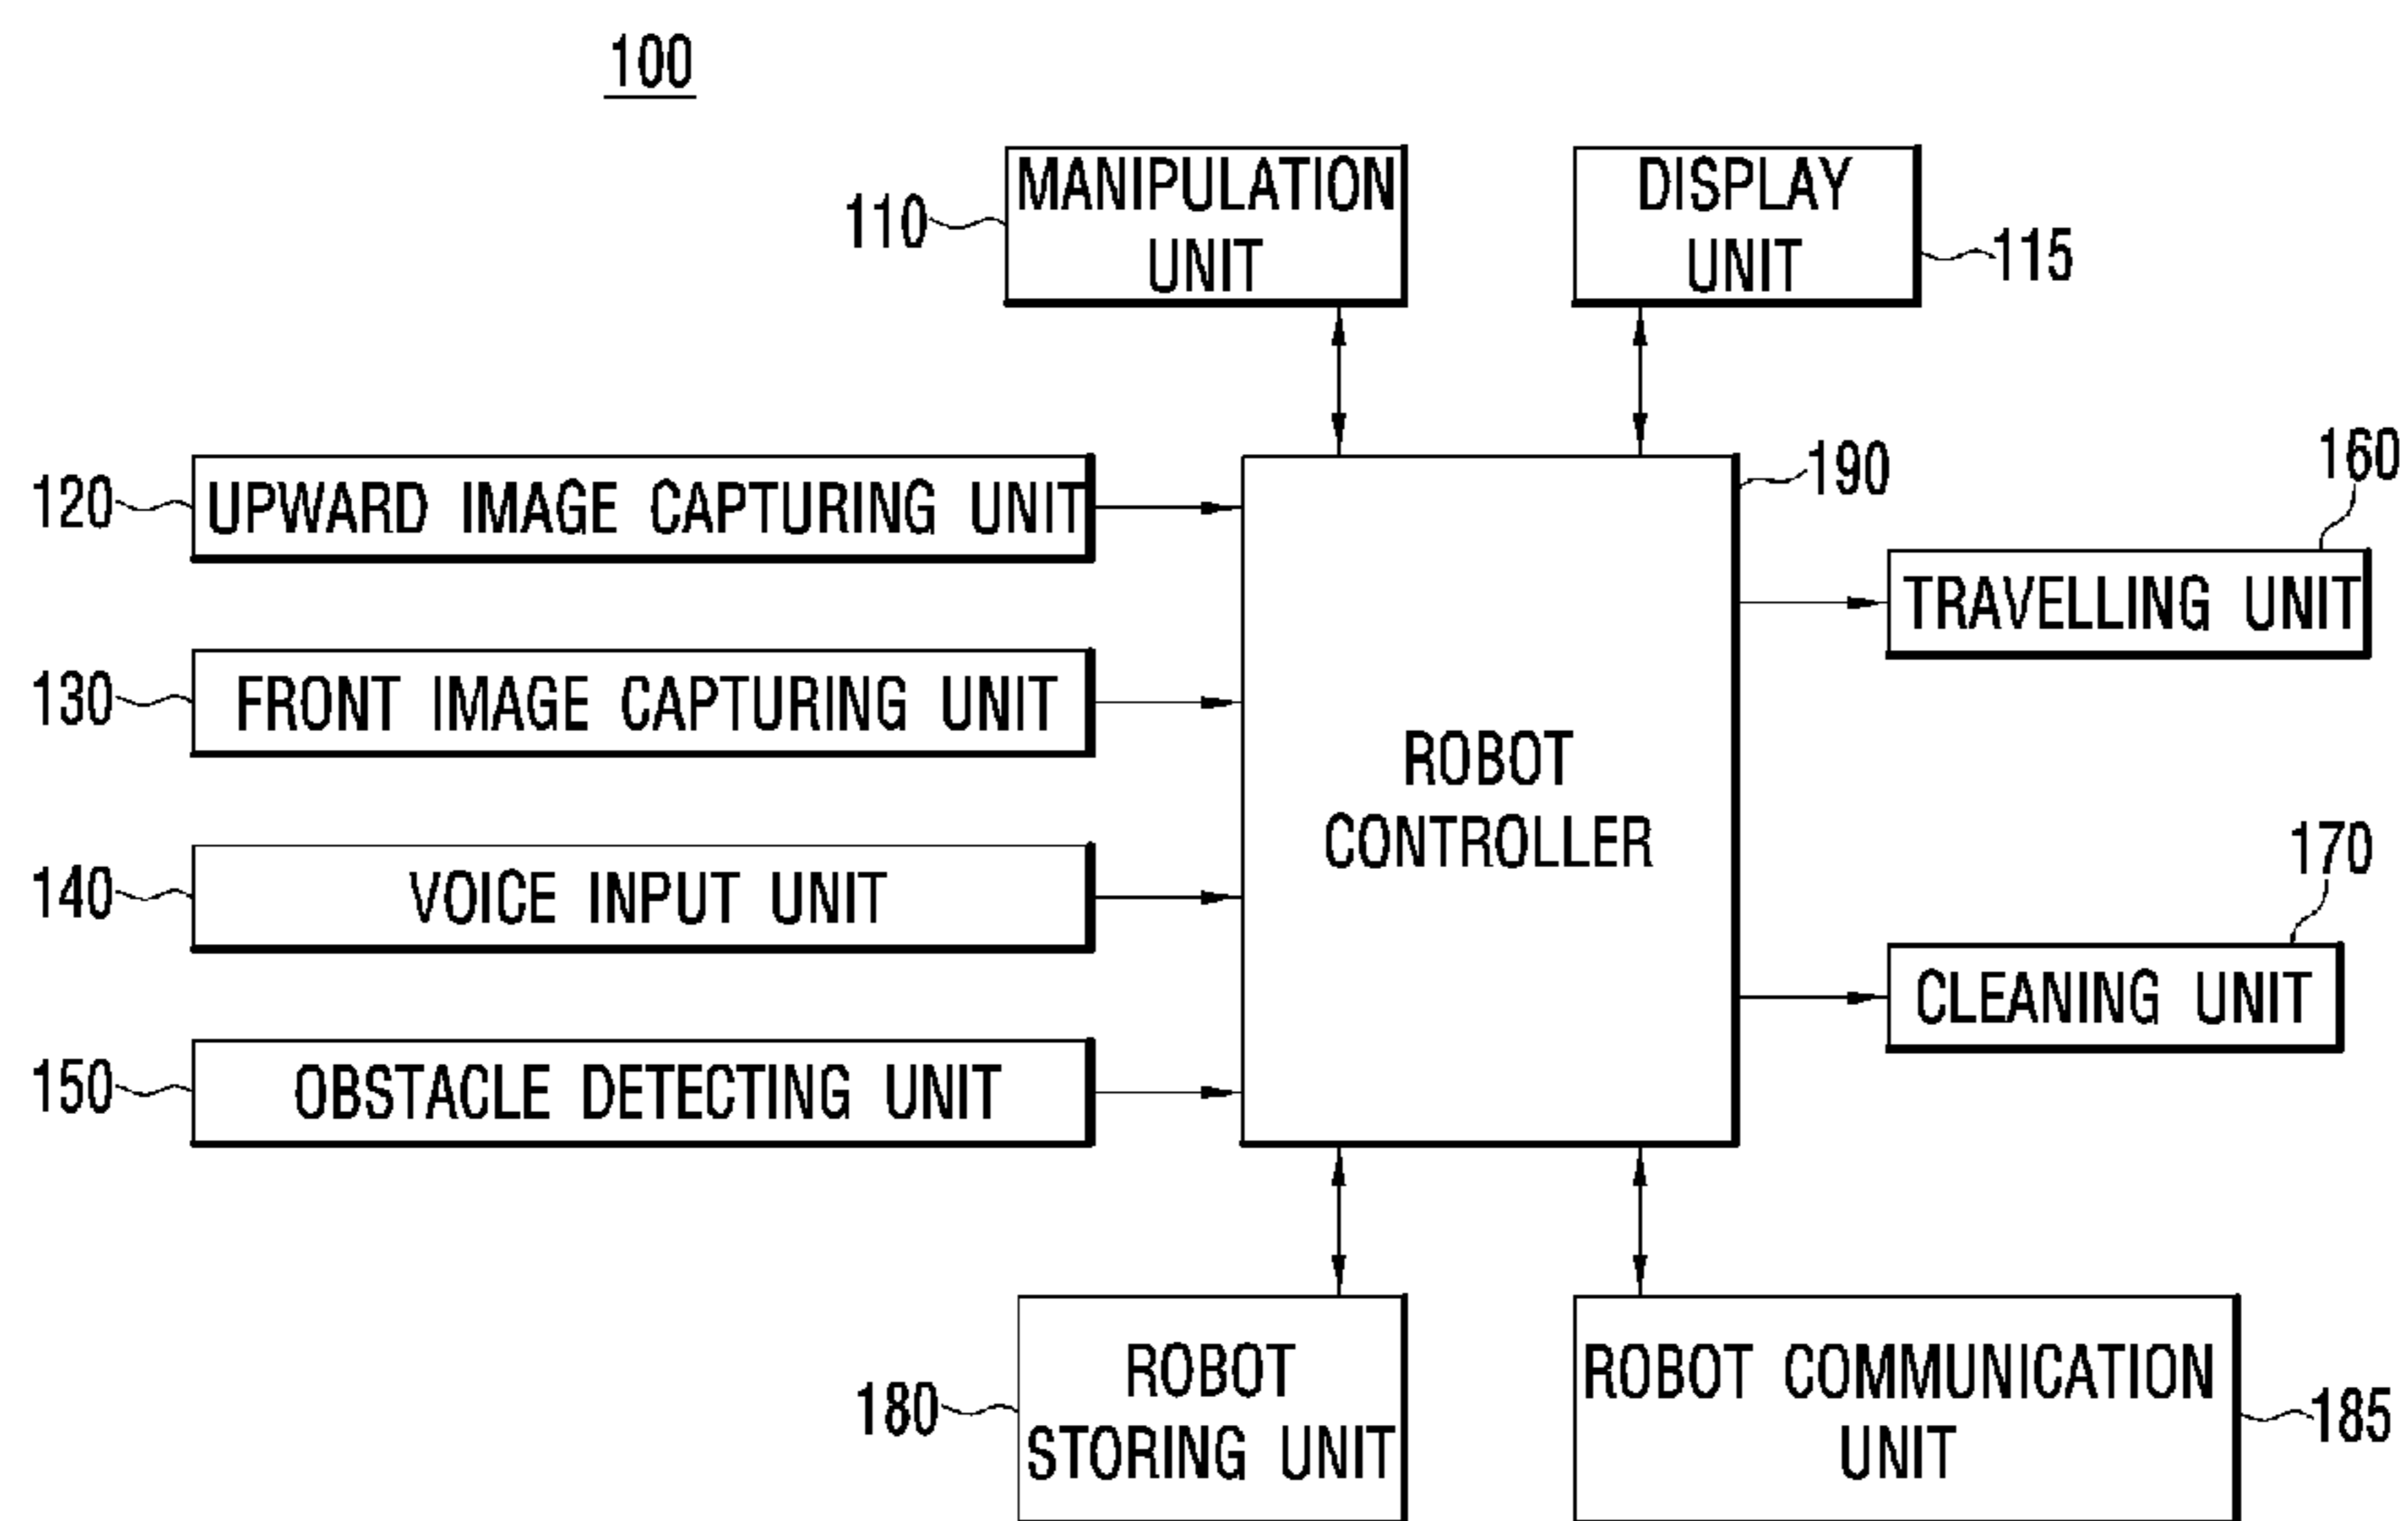 100
110
MANIPULATION
UNIT
DISPLAY
UNIT
115
120
UPWARD IMAGE CAPTURING UNIT
130
FRONT IMAGE CAPTURING UNIT
140
VOICE INPUT UNIT
150
OBSTACLE DETECTING UNIT
ROBOT
CONTROLLER
190
160
TRAVELLING UNIT
170
CLEANING UNIT
180
ROBOT
STORING UNIT
ROBOT COMMUNICATION
UNIT
185